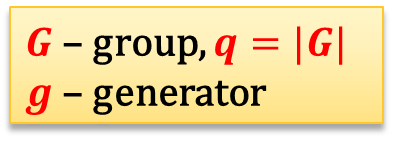 G – group, q = |G|
g – generator